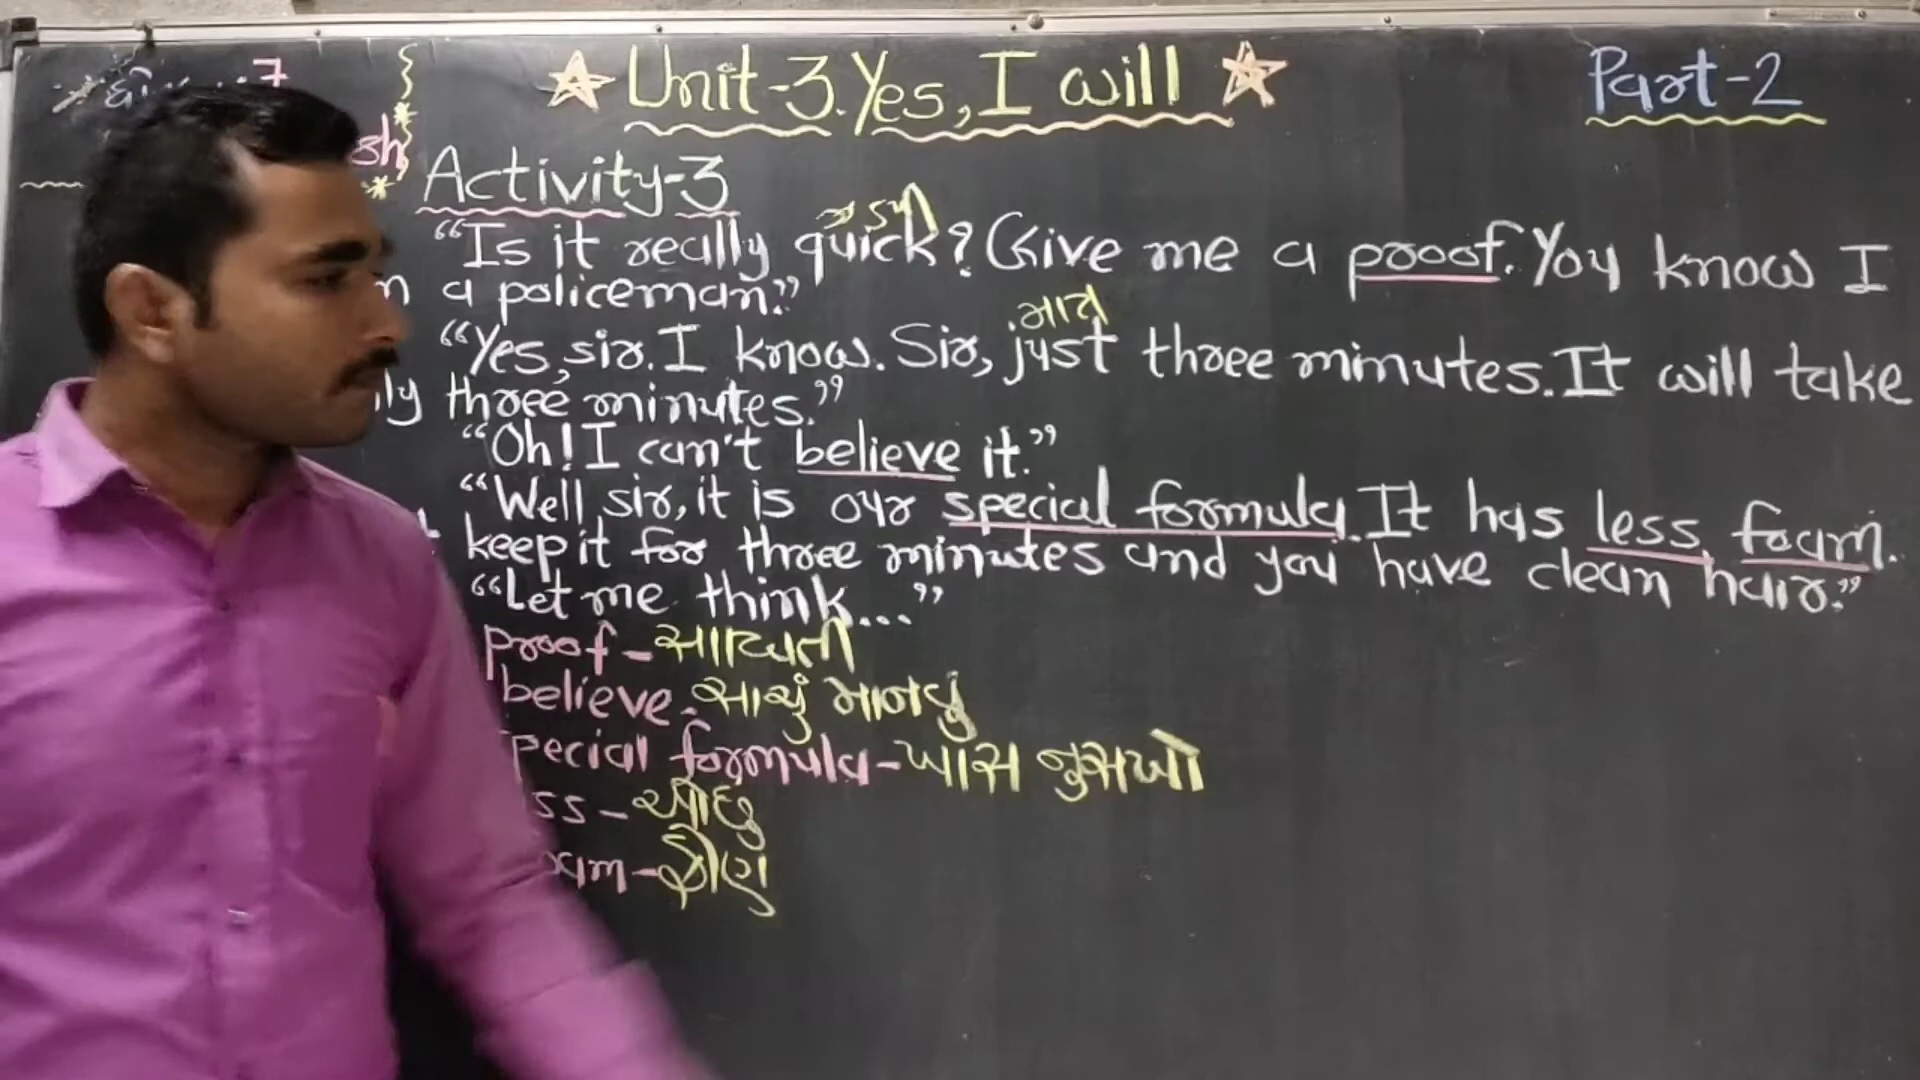 ધો 7
Unit-3. Yes, I will
Part-2
sh
Activity-3
ઝડપી
"Is it really quick? Give me a proof. You know I
a policeman."
માત્ર
"Yes, sir. I know. Sir, just three minutes. It will take
ly three minutes."
"Oh! I can't believe it."
"Well sir, it is our special formula. It has less foam.
keep it for three minutes and you have clean hair."
"Let me think..."
proof - સાબિતી
believe - સાચું માનવું
pecial formula - ખાસ નુસખો
ss - ઓછુ
oam - ફીણ